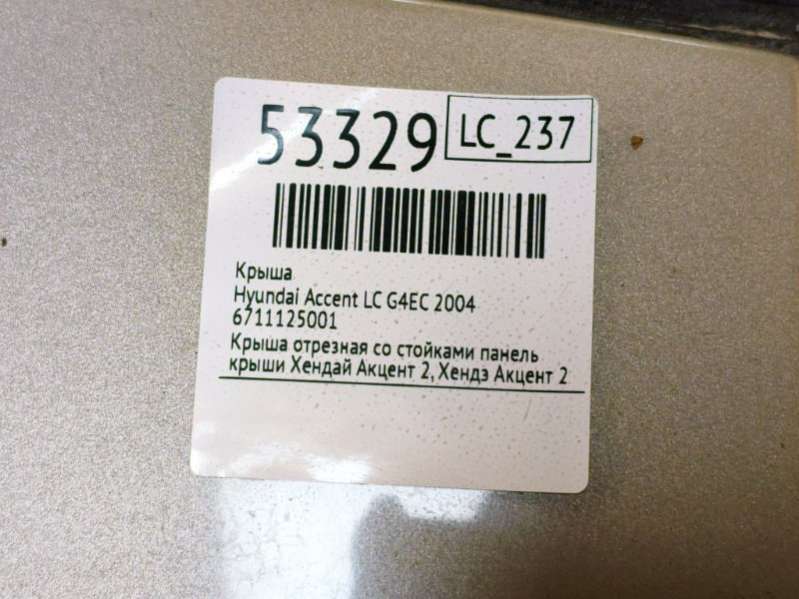 53329 LC_237
Крыша
Hyundai Accent LC G4EC 2004
6711125001
Крыша отрезная со стойками панель
крыши Хендай Акцент 2, Хендэ Акцент 2